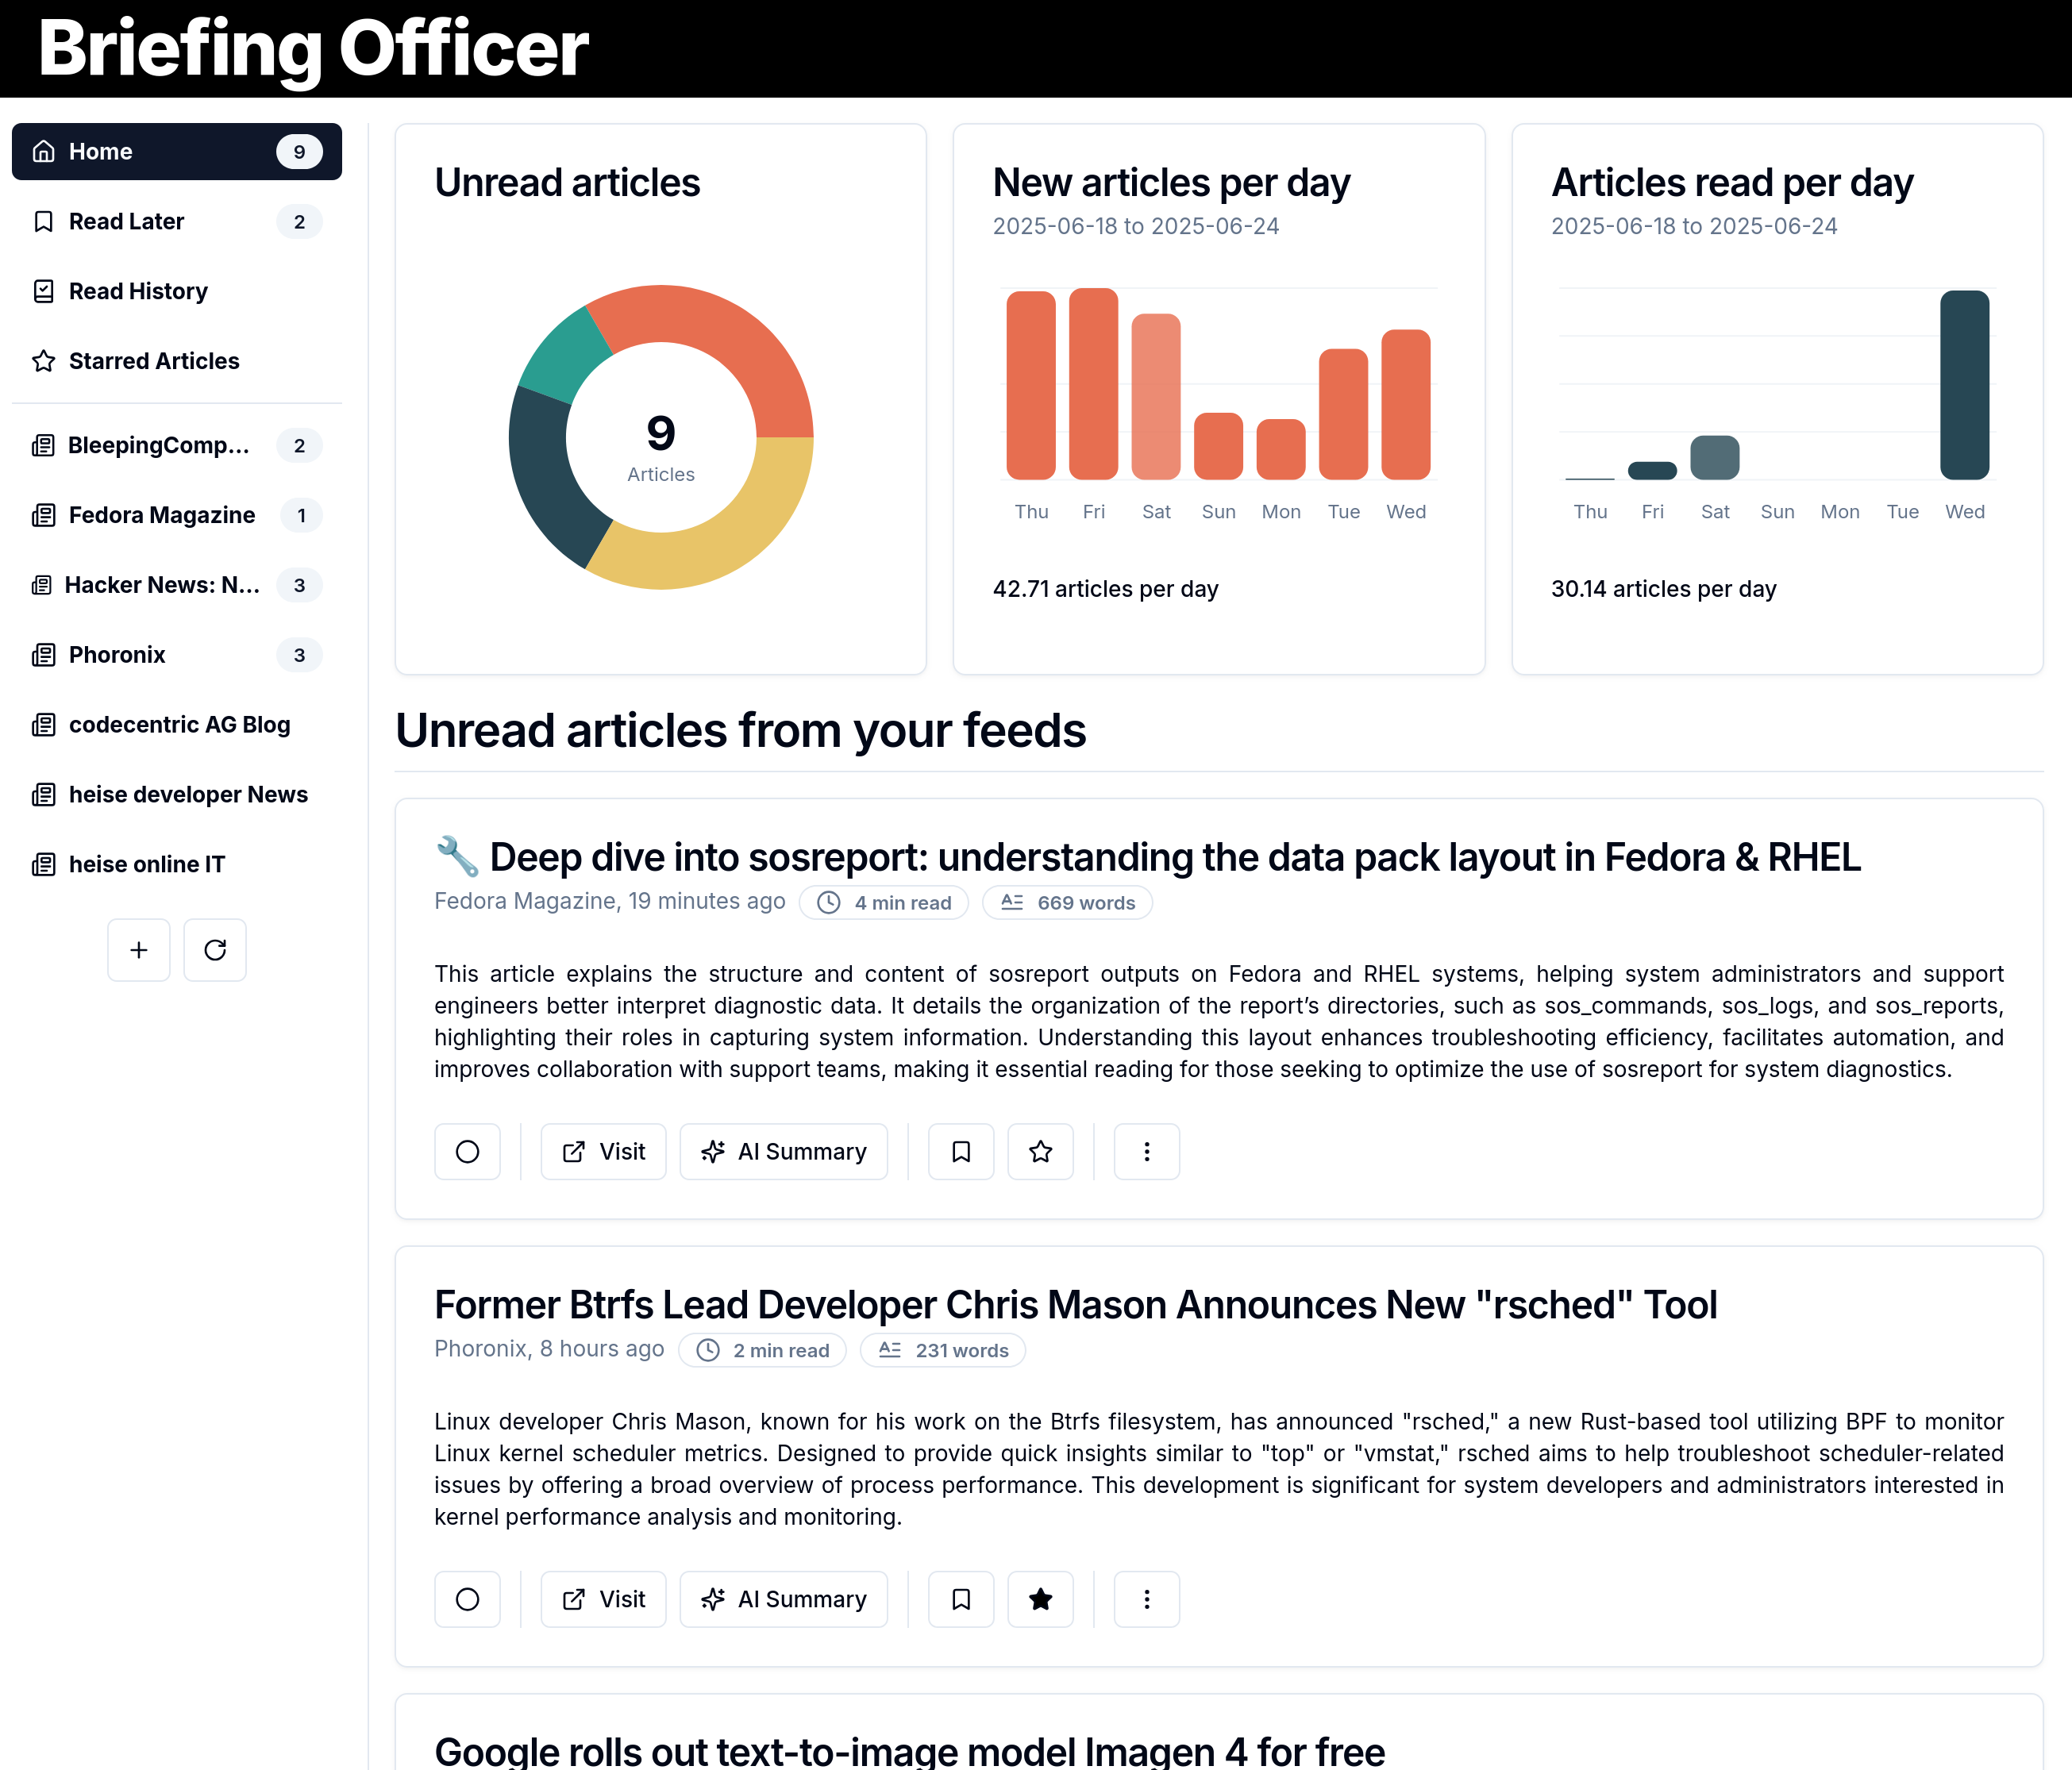 Briefing Officer
Home 9
Read Later 2
Read History
Starred Articles
BleepingComp... 2
Fedora Magazine 1
Hacker News: N... 3
Phoronix 3
codecentric AG Blog
heise developer News
heise online IT
Unread articles
9
Articles
New articles per day
2025-06-18 to 2025-06-24
Thu Fri Sat Sun Mon Tue Wed
42.71 articles per day
Articles read per day
2025-06-18 to 2025-06-24
Thu Fri Sat Sun Mon Tue Wed
30.14 articles per day
Unread articles from your feeds
🔧 Deep dive into sosreport: understanding the data pack layout in Fedora & RHEL
Fedora Magazine, 19 minutes ago 4 min read 669 words
This article explains the structure and content of sosreport outputs on Fedora and RHEL systems, helping system administrators and support
engineers better interpret diagnostic data. It details the organization of the report’s directories, such as sos_commands, sos_logs, and sos_reports,
highlighting their roles in capturing system information. Understanding this layout enhances troubleshooting efficiency, facilitates automation, and
improves collaboration with support teams, making it essential reading for those seeking to optimize the use of sosreport for system diagnostics.
Visit AI Summary
Former Btrfs Lead Developer Chris Mason Announces New "rsched" Tool
Phoronix, 8 hours ago 2 min read 231 words
Linux developer Chris Mason, known for his work on the Btrfs filesystem, has announced "rsched," a new Rust-based tool utilizing BPF to monitor
Linux kernel scheduler metrics. Designed to provide quick insights similar to "top" or "vmstat," rsched aims to help troubleshoot scheduler-related
issues by offering a broad overview of process performance. This development is significant for system developers and administrators interested in
kernel performance analysis and monitoring.
Visit AI Summary
Google rolls out text-to-image model Imagen 4 for free